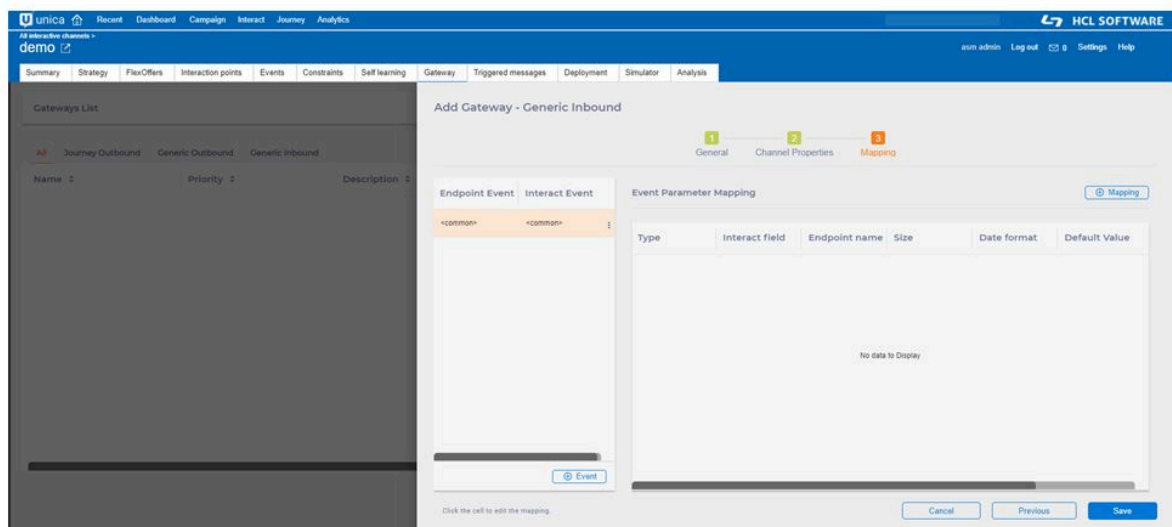 unica Recent Dashboard Campaign Interact Journey Analytics HCL SOFTWARE
All interactive channels >
demo asm admin Log out 0 Settings Help
Summary Strategy FlexOffers Interaction points Events Constraints Self learning Gateway Triggered messages Deployment Simulator Analysis
Gateways List
All Journey Outbound Generic Outbound Generic Inbound
Name Priority Description
Add Gateway - Generic Inbound
1 2 3
General Channel Properties Mapping
Endpoint Event Interact Event
<common> <common>
Event
Event Parameter Mapping Mapping
Type Interact field Endpoint name Size Date format Default Value
No data to Display
Click the cell to edit the mapping.
Cancel Previous Save